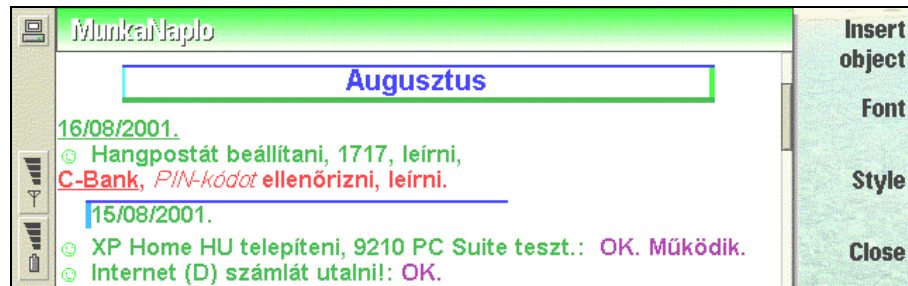 MunkaNaplo
Augusztus
16/08/2001.
☺ Hangpostát beállítani, 1717, leírni,
C-Bank, PIN-kódot ellenőrizni, leírni.
15/08/2001.
☺ XP Home HU telepíteni, 9210 PC Suite teszt.: OK. Működik.
☺ Internet (D) számlát utalni!: OK.
Insert
object
Font
Style
Close